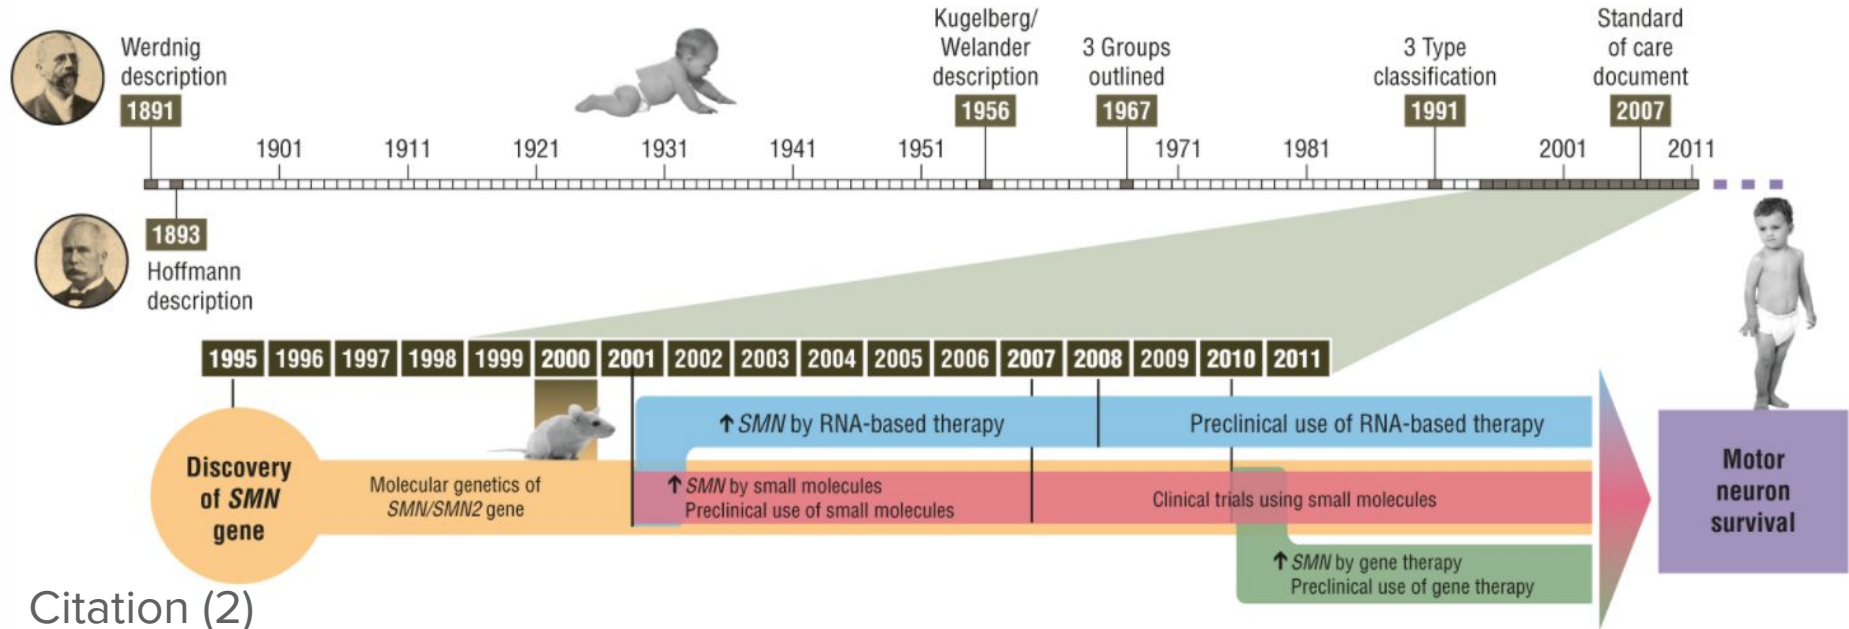 Werdnig
description
1891
Kugelberg/
Welander
description
1956
3 Groups
outlined
1967
3 Type
classification
1991
Standard
of care
document
2007
1901 1911 1921 1931 1941 1951 1971 1981 2001 2011
1893
Hoffmann
description
1995 1996 1997 1998 1999 2000 2001 2002 2003 2004 2005 2006 2007 2008 2009 2010 2011
Discovery
of SMN
gene
Molecular genetics of
SMN/SMN2 gene
↑ SMN by RNA-based therapy
Preclinical use of RNA-based therapy
↑ SMN by small molecules
Preclinical use of small molecules
Clinical trials using small molecules
↑ SMN by gene therapy
Preclinical use of gene therapy
Motor
neuron
survival
Citation (2)